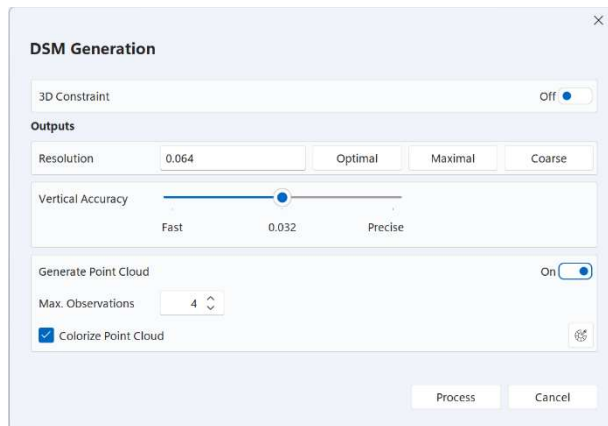 DSM Generation
3D Constraint
Off
Outputs
Resolution
0.064
Optimal
Maximal
Coarse
Vertical Accuracy
Fast
0.032
Precise
Generate Point Cloud
On
Max. Observations
4
Colorize Point Cloud
Process
Cancel